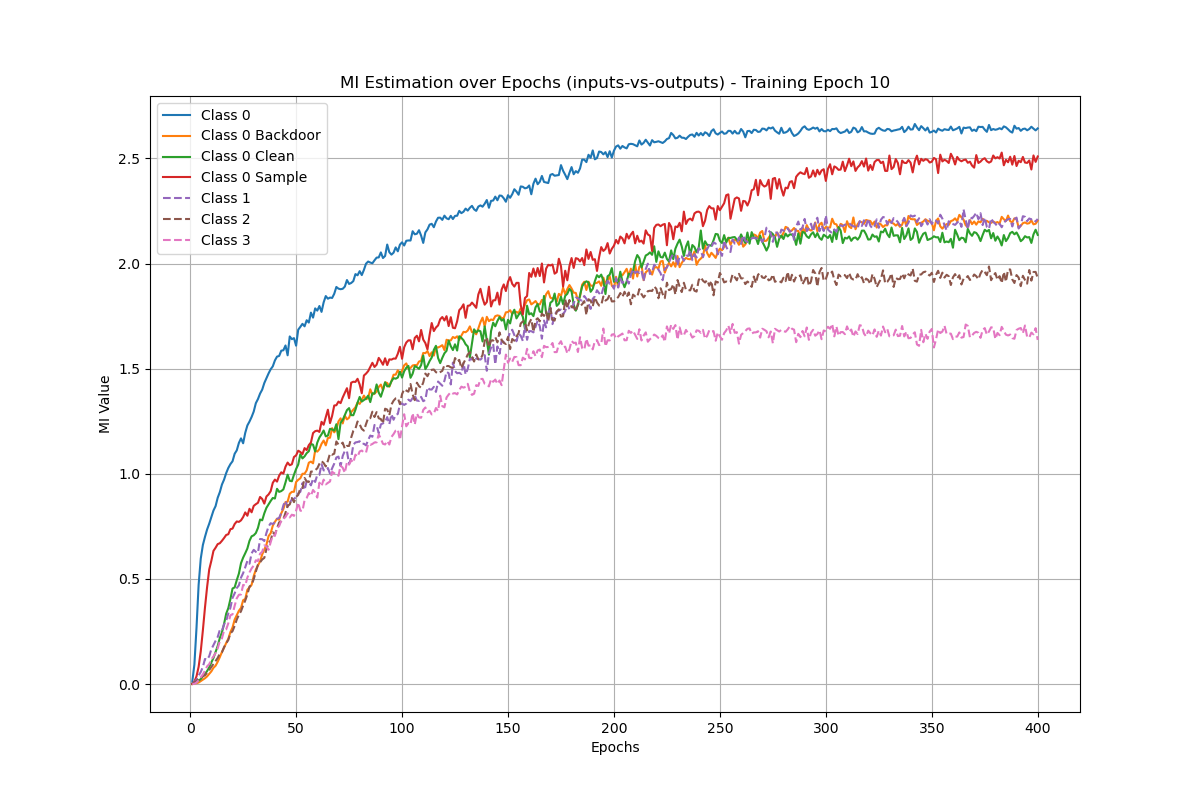 MI Estimation over Epochs (inputs-vs-outputs) - Training Epoch 10
Class 0
Class 0 Backdoor
Class 0 Clean
Class 0 Sample
Class 1
Class 2
Class 3
MI Value
2.5
2.0
1.5
1.0
0.5
0.0
0 50 100 150 200 250 300 350 400
Epochs